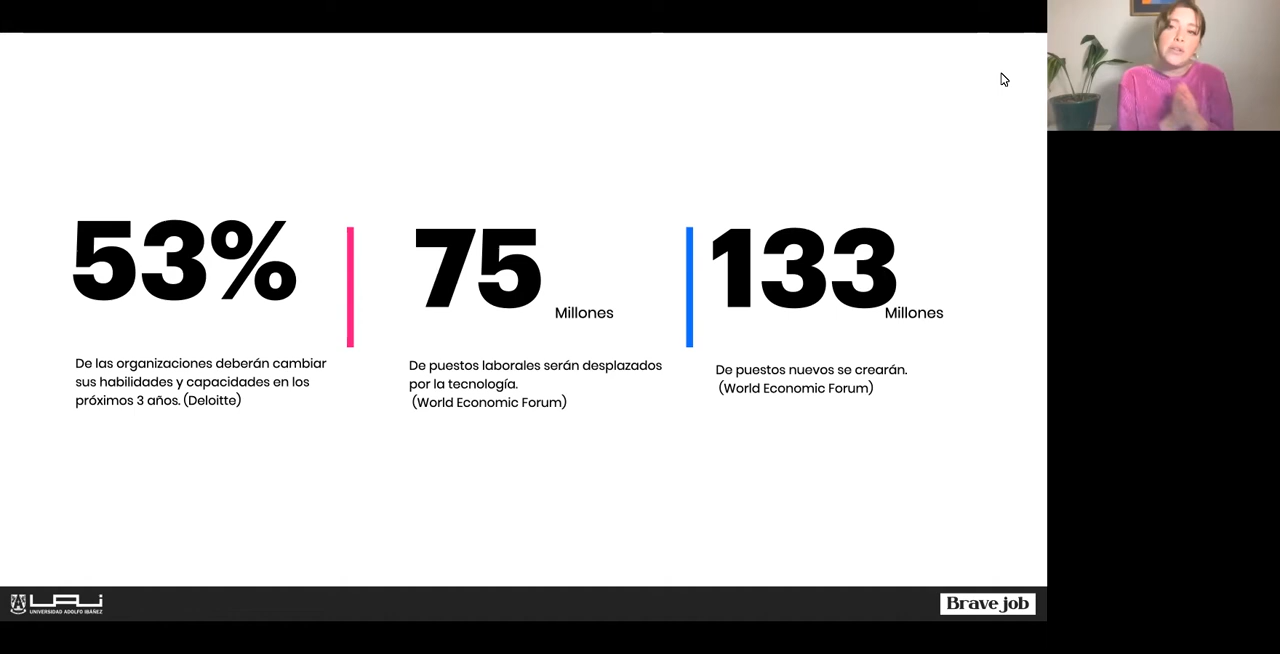 53%
De las organizaciones deberán cambiar
sus habilidades y capacidades en los
próximos 3 años. (Deloitte)
75
Millones
De puestos laborales serán desplazados
por la tecnología.
(World Economic Forum)
133
Millones
De puestos nuevos se crearán.
(World Economic Forum)
UAI
UNIVERSIDAD ADOLFO IBÁÑEZ
Brave job